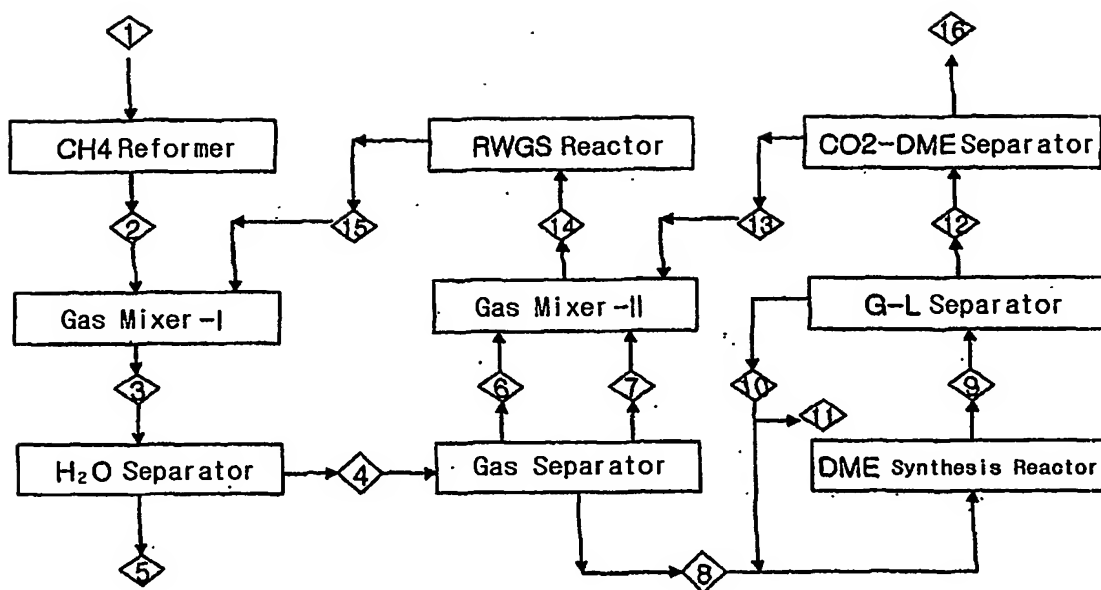 1
16
CH4 Reformer
RWGS Reactor
CO2-DME Separator
2
15
14
13
12
Gas Mixer-I
Gas Mixer-II
G-L Separator
3
6
7
10
11
9
H₂O Separator
4
Gas Separator
DME Synthesis Reactor
5
8